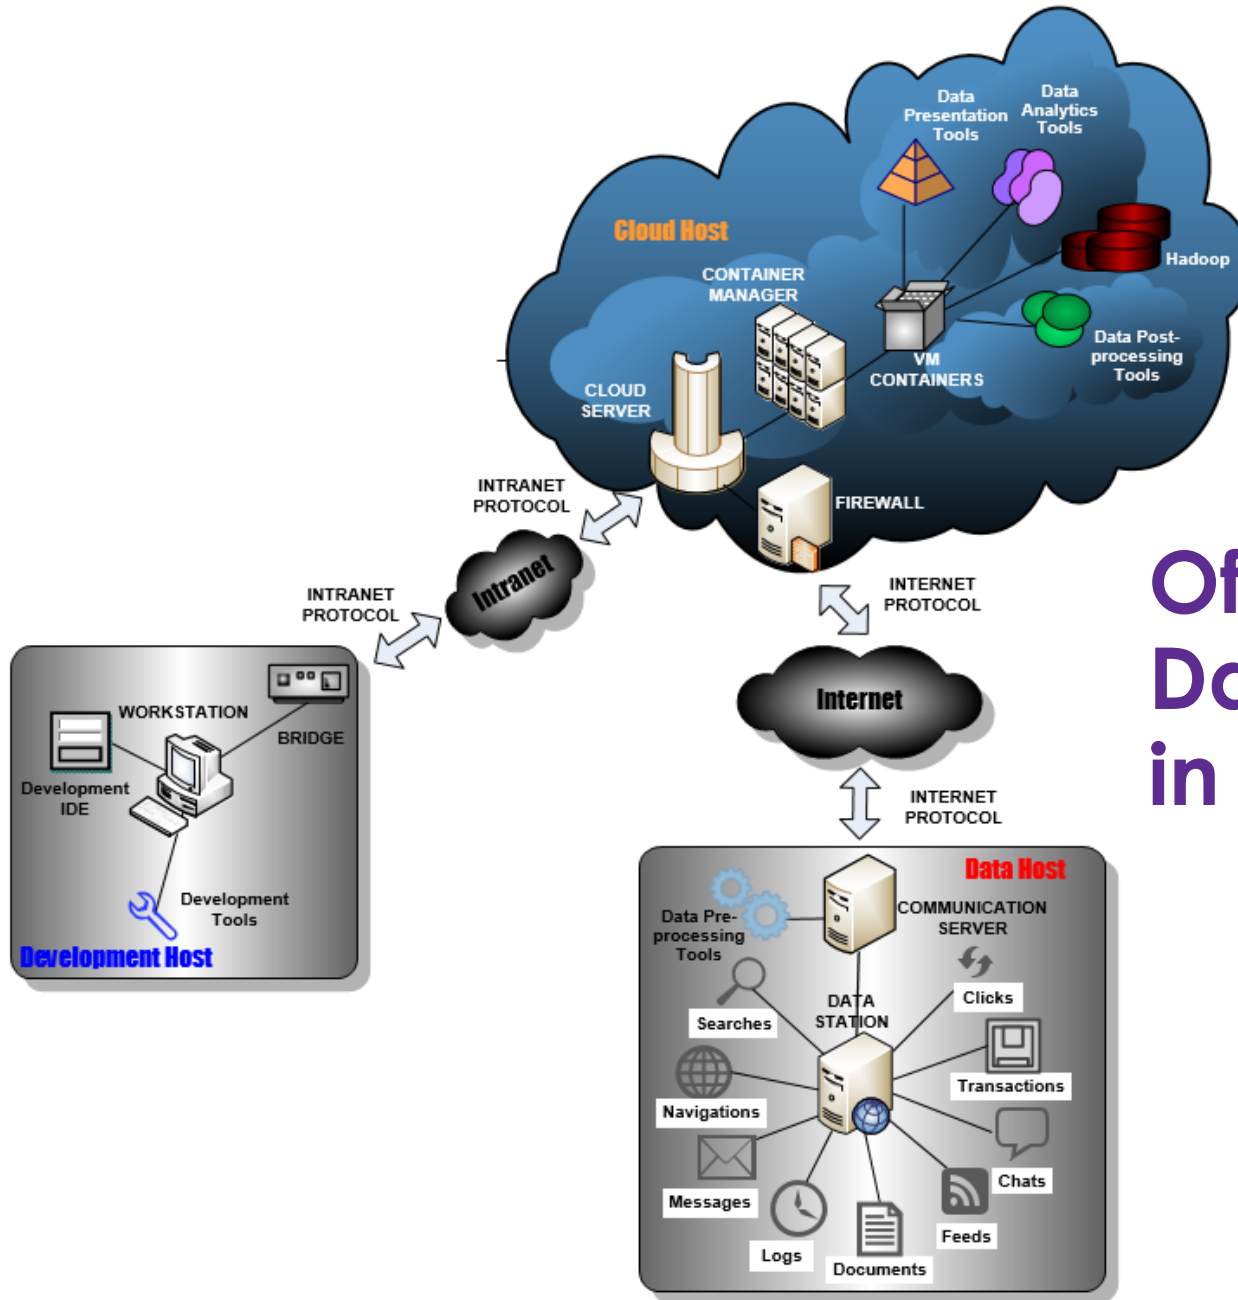 Data
Presentation
Tools
Data
Analytics
Tools
Cloud Host
Hadoop
CONTAINER
MANAGER
Data Post-
processing
Tools
VM
CONTAINERS
CLOUD
SERVER
INTRANET
PROTOCOL
FIREWALL
Intranet
INTRANET
PROTOCOL
INTERNET
PROTOCOL
Internet
INTERNET
PROTOCOL
WORKSTATION
BRIDGE
Development
IDE
Development
Tools
Development Host
Data Host
Data Pre-
processing
Tools
COMMUNICATION
SERVER
DATA
STATION
Searches
Clicks
Navigations
Transactions
Messages
Chats
Logs
Feeds
Documents
in